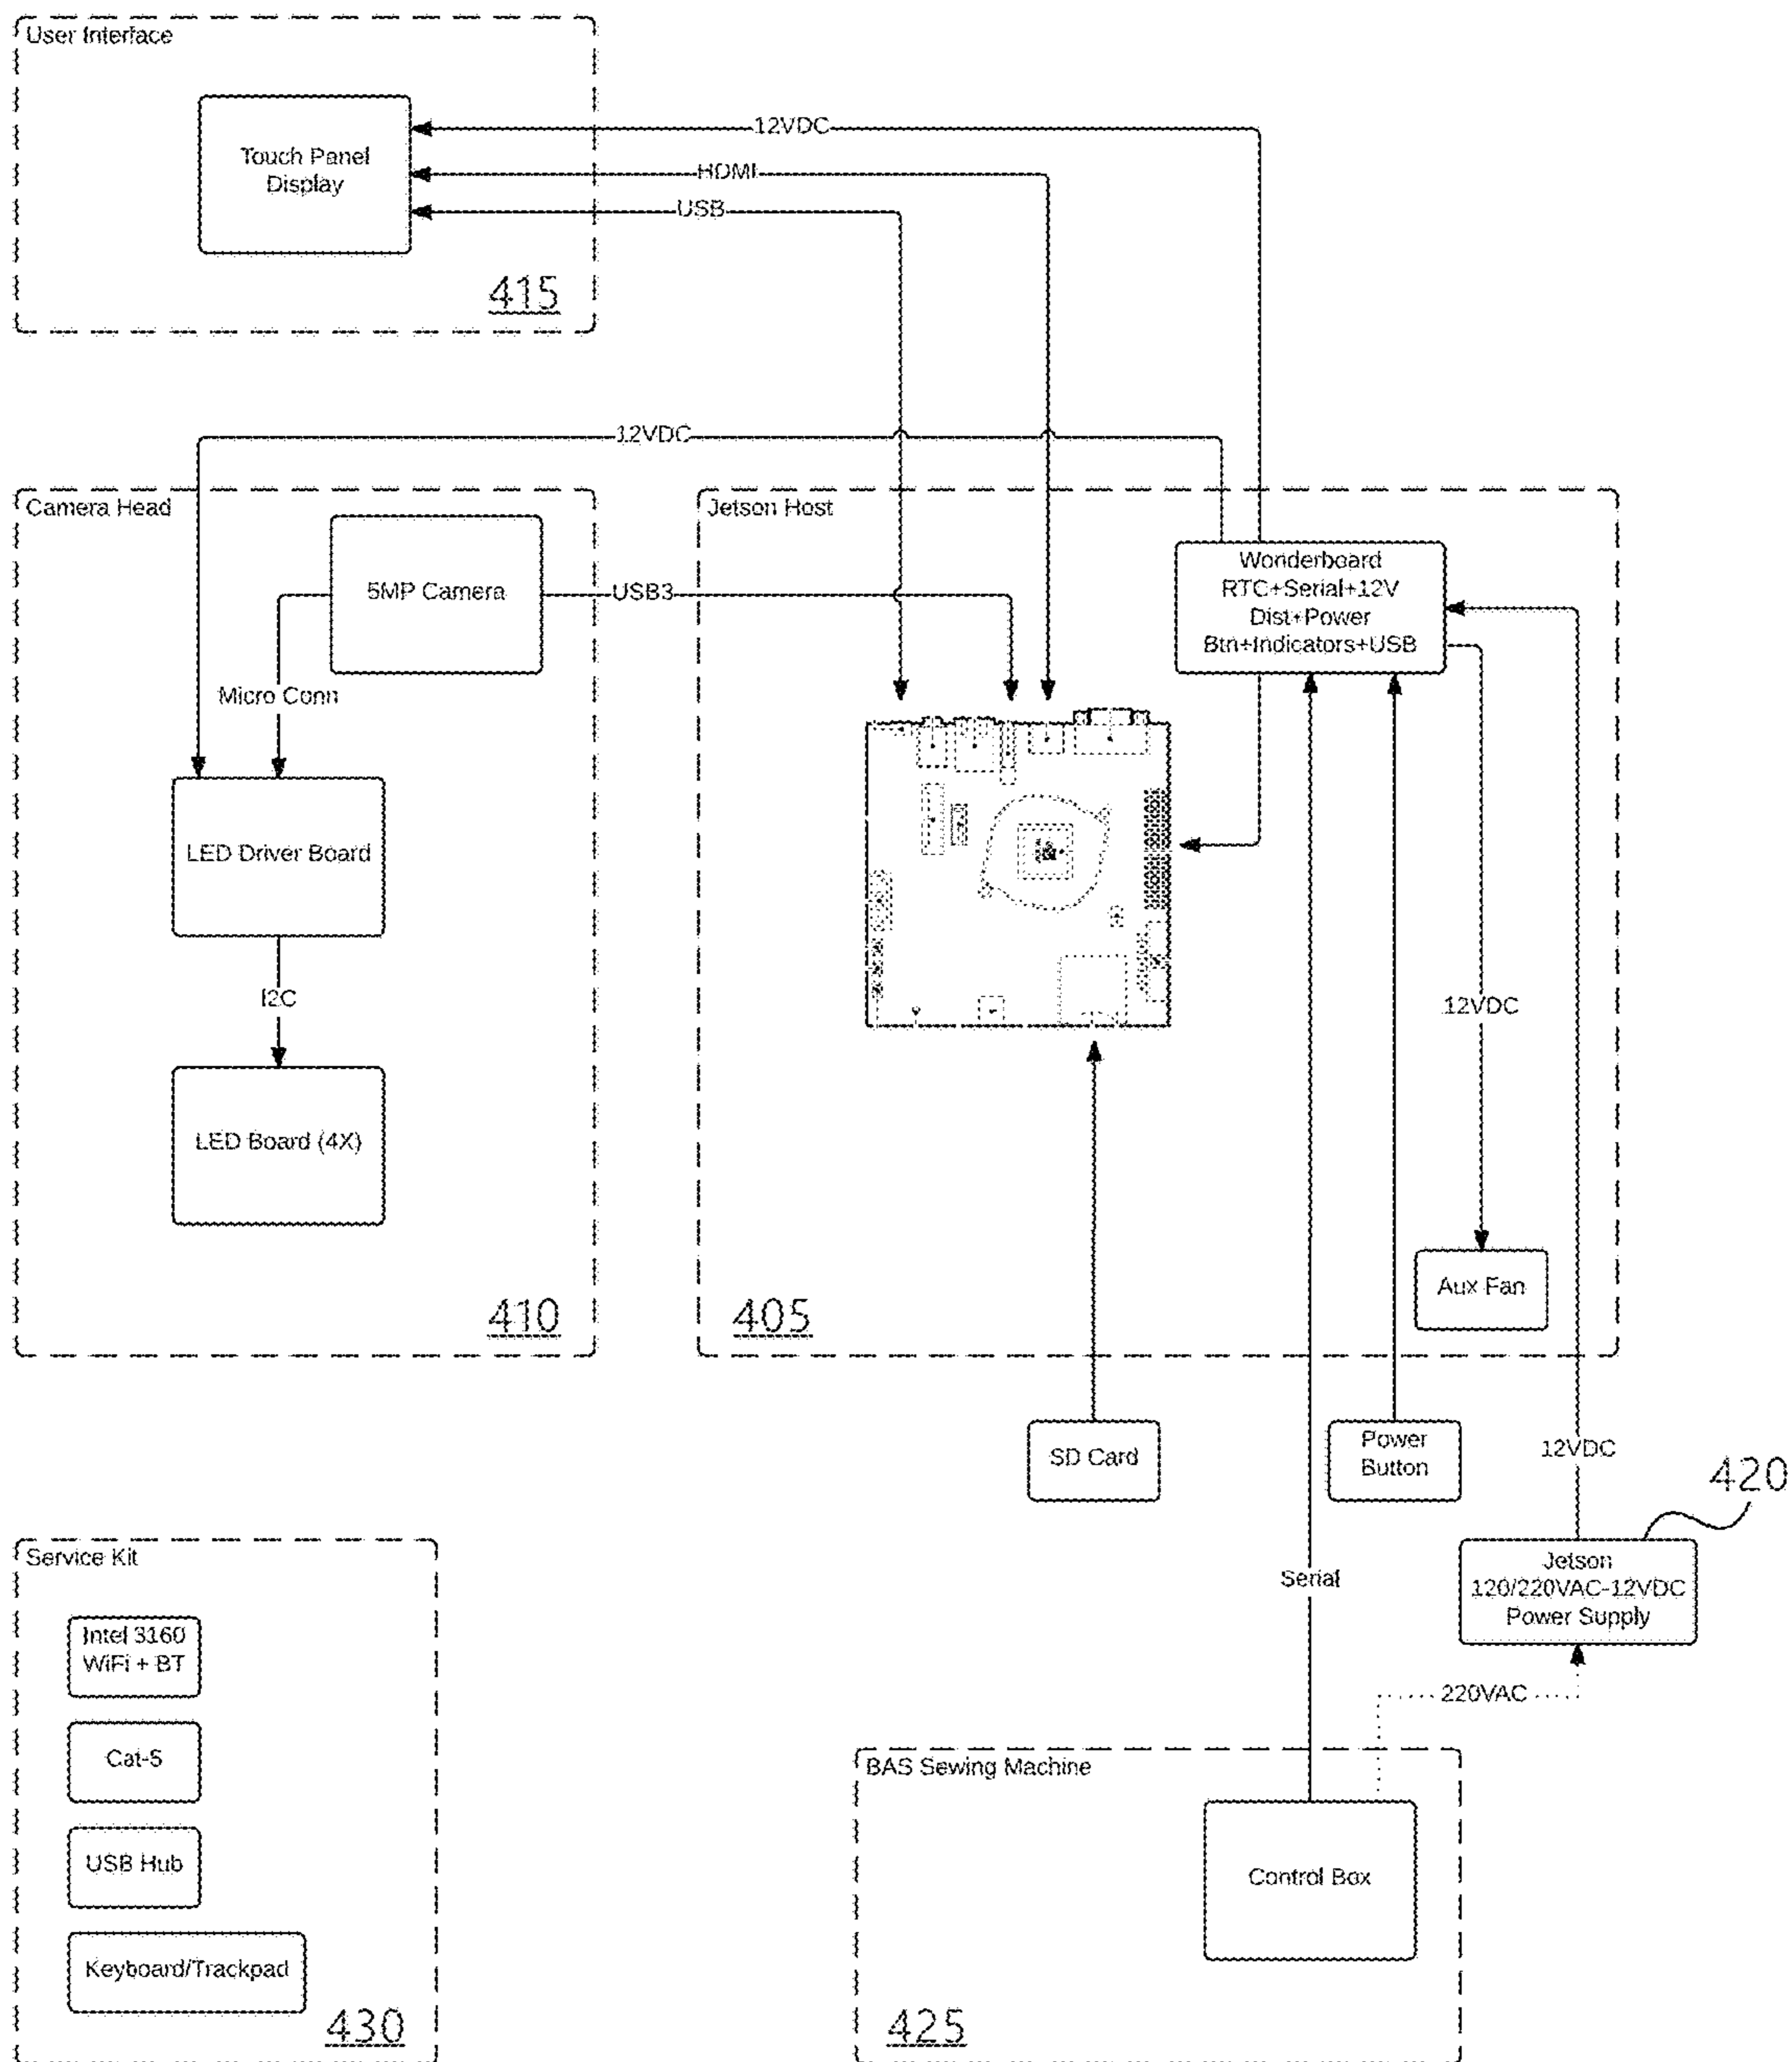 User Interface
12VDC
Touch Panel
Display
HDMI
USB
415
12VDC
Camera Head
Jetson Host
5MP Camera
USB3
Wonderboard
RTC+Serial+12V
Dist+Power
Btn+Indicators+USB
Micro Conn
LED Driver Board
I2C
12VDC
LED Board (4X)
Aux Fan
410
405
SD Card
Power
Button
12VDC
420
Service Kit
Jetson
120/220VAC-12VDC
Power Supply
Serial
Intel 3160
WiFi + BT
220VAC
Cat-5
BAS Sewing Machine
USB Hub
Control Box
Keyboard/Trackpad
430
425